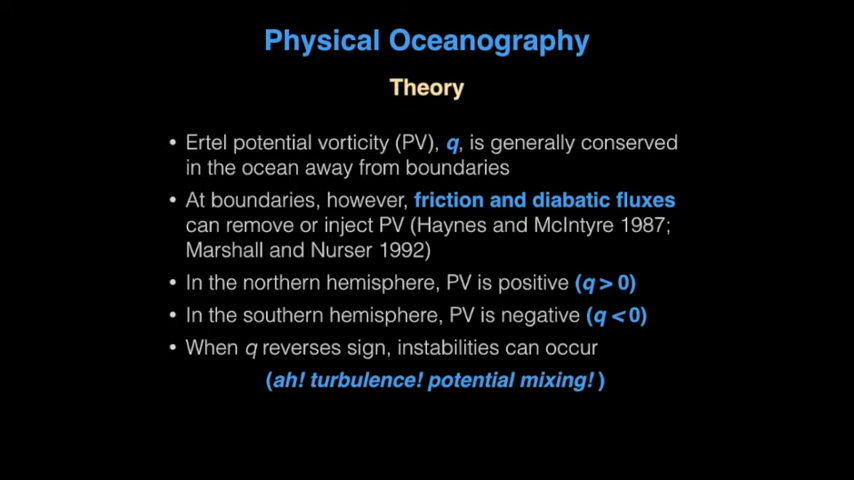 Physical Oceanography
Theory
• Ertel potential vorticity (PV), q, is generally conserved
in the ocean away from boundaries
• At boundaries, however, friction and diabatic fluxes
can remove or inject PV (Haynes and McIntyre 1987;
Marshall and Nurser 1992)
• In the northern hemisphere, PV is positive (q > 0)
• In the southern hemisphere, PV is negative (q < 0)
• When q reverses sign, instabilities can occur
(ah! turbulence! potential mixing! )